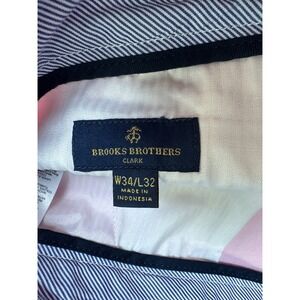 BROOKS BROTHERS
CLARK
W34/L32
MADE IN
INDONESIA